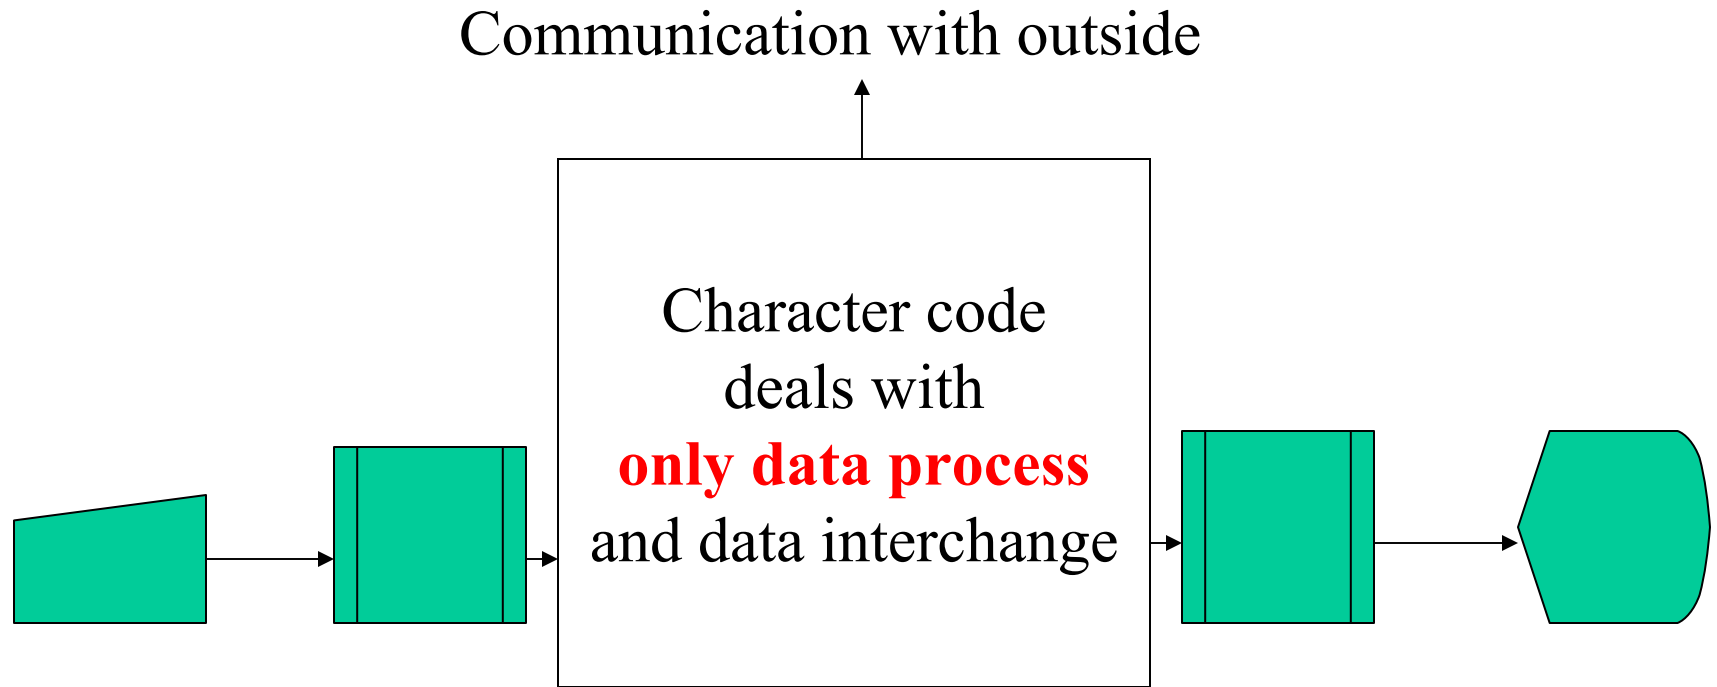 Communication with outside
Character code
deals with
only data process
and data interchange